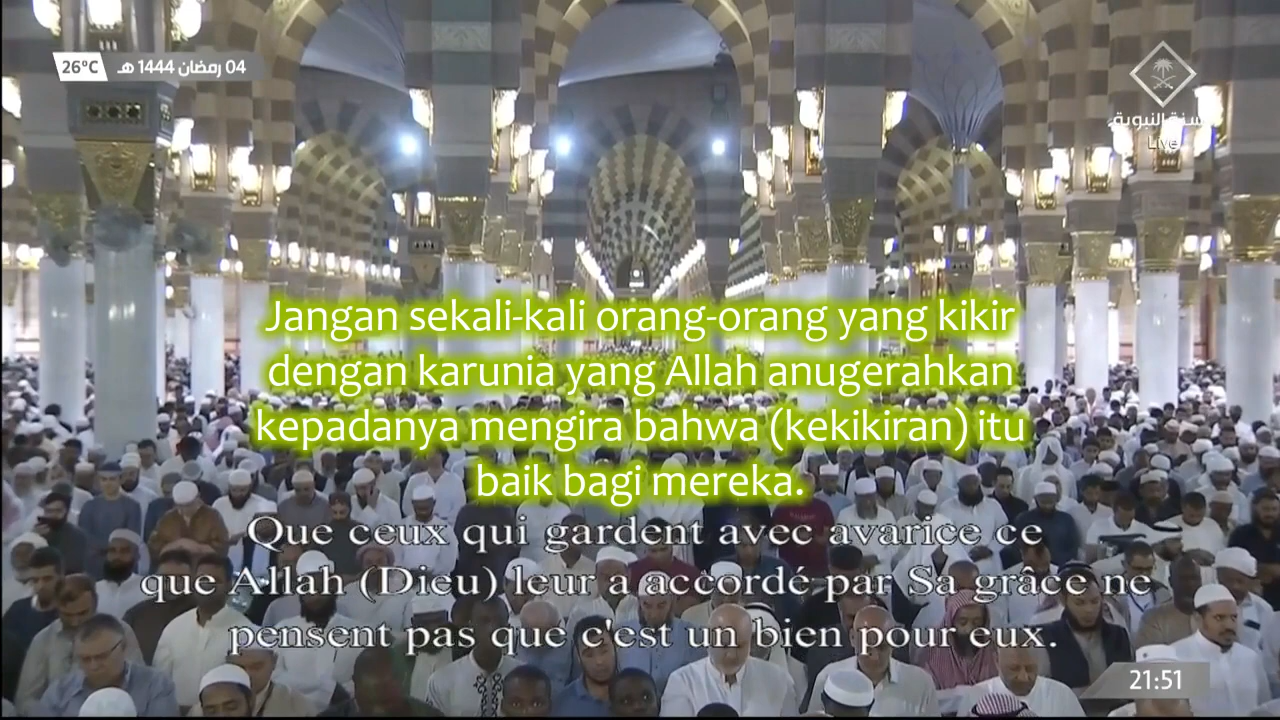 26°C 04 رمضان 1444 هـ
سنة النبوية
Live
Jangan sekali-kali orang-orang yang kikir
dengan karunia yang Allah anugerahkan
kepadanya mengira bahwa (kekikiran) itu
baik bagi mereka.
Que ceux qui gardent avec avarice ce
que Allah (Dieu) leur a accordé par Sa grâce ne
pensent pas que c'est un bien pour eux.
21:51